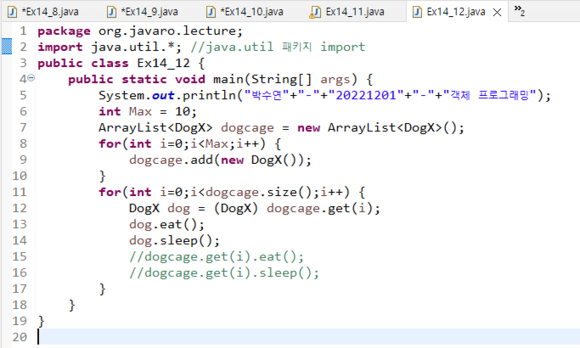 *Ex14_8.java *Ex14_9.java *Ex14_10.java Ex14_11.java Ex14_12.java »2
1 package org.javaro.lecture;
2 import java.util.*; //java.util 패키지 import
3 public class Ex14_12 {
4 public static void main(String[] args) {
5 System.out.println("박수연"+"-"+"20221201"+"-"+"객체 프로그래밍");
6 int Max = 10;
7 ArrayList<DogX> dogcage = new ArrayList<DogX>();
8 for(int i=0;i<Max;i++) {
9 dogcage.add(new DogX());
10 }
11 for(int i=0;i<dogcage.size();i++) {
12 DogX dog = (DogX) dogcage.get(i);
13 dog.eat();
14 dog.sleep();
15 //dogcage.get(i).eat();
16 //dogcage.get(i).sleep();
17 }
18 }
19 }
20